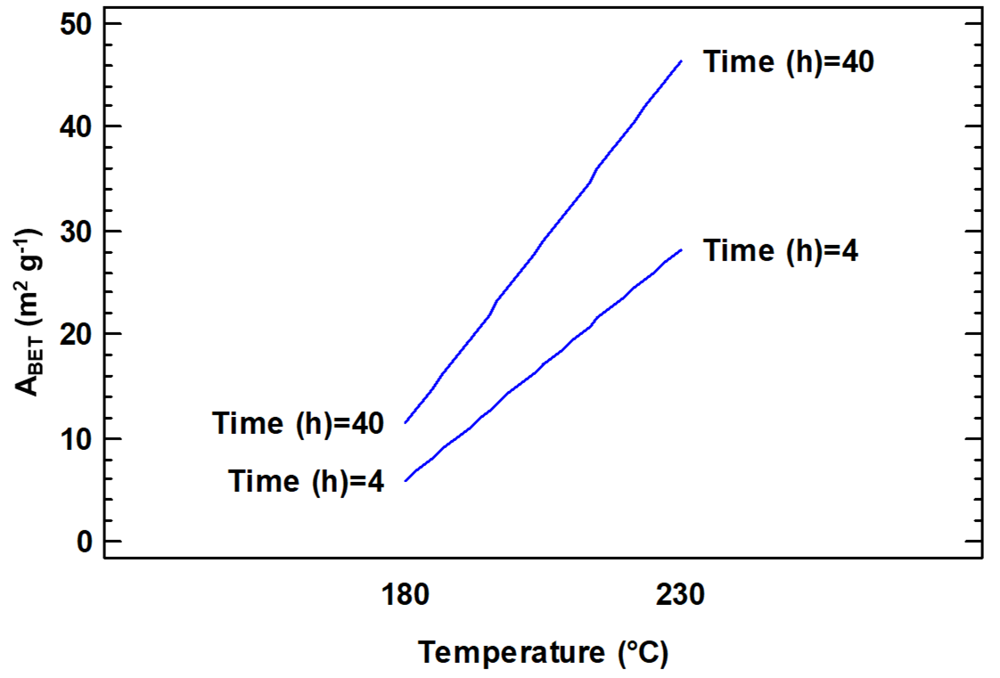 50
40
30
20
10
0
A_BET (m² g⁻¹)
Time (h)=40
Time (h)=4
Time (h)=40
Time (h)=4
180 230
Temperature (°C)